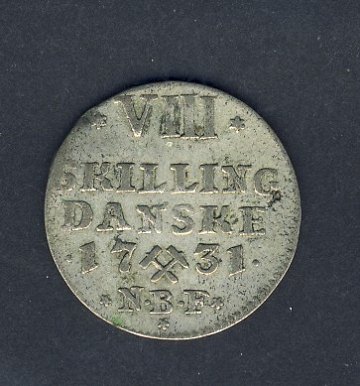 VIII
SKILLING
DANSKE
17 31
N.B.P